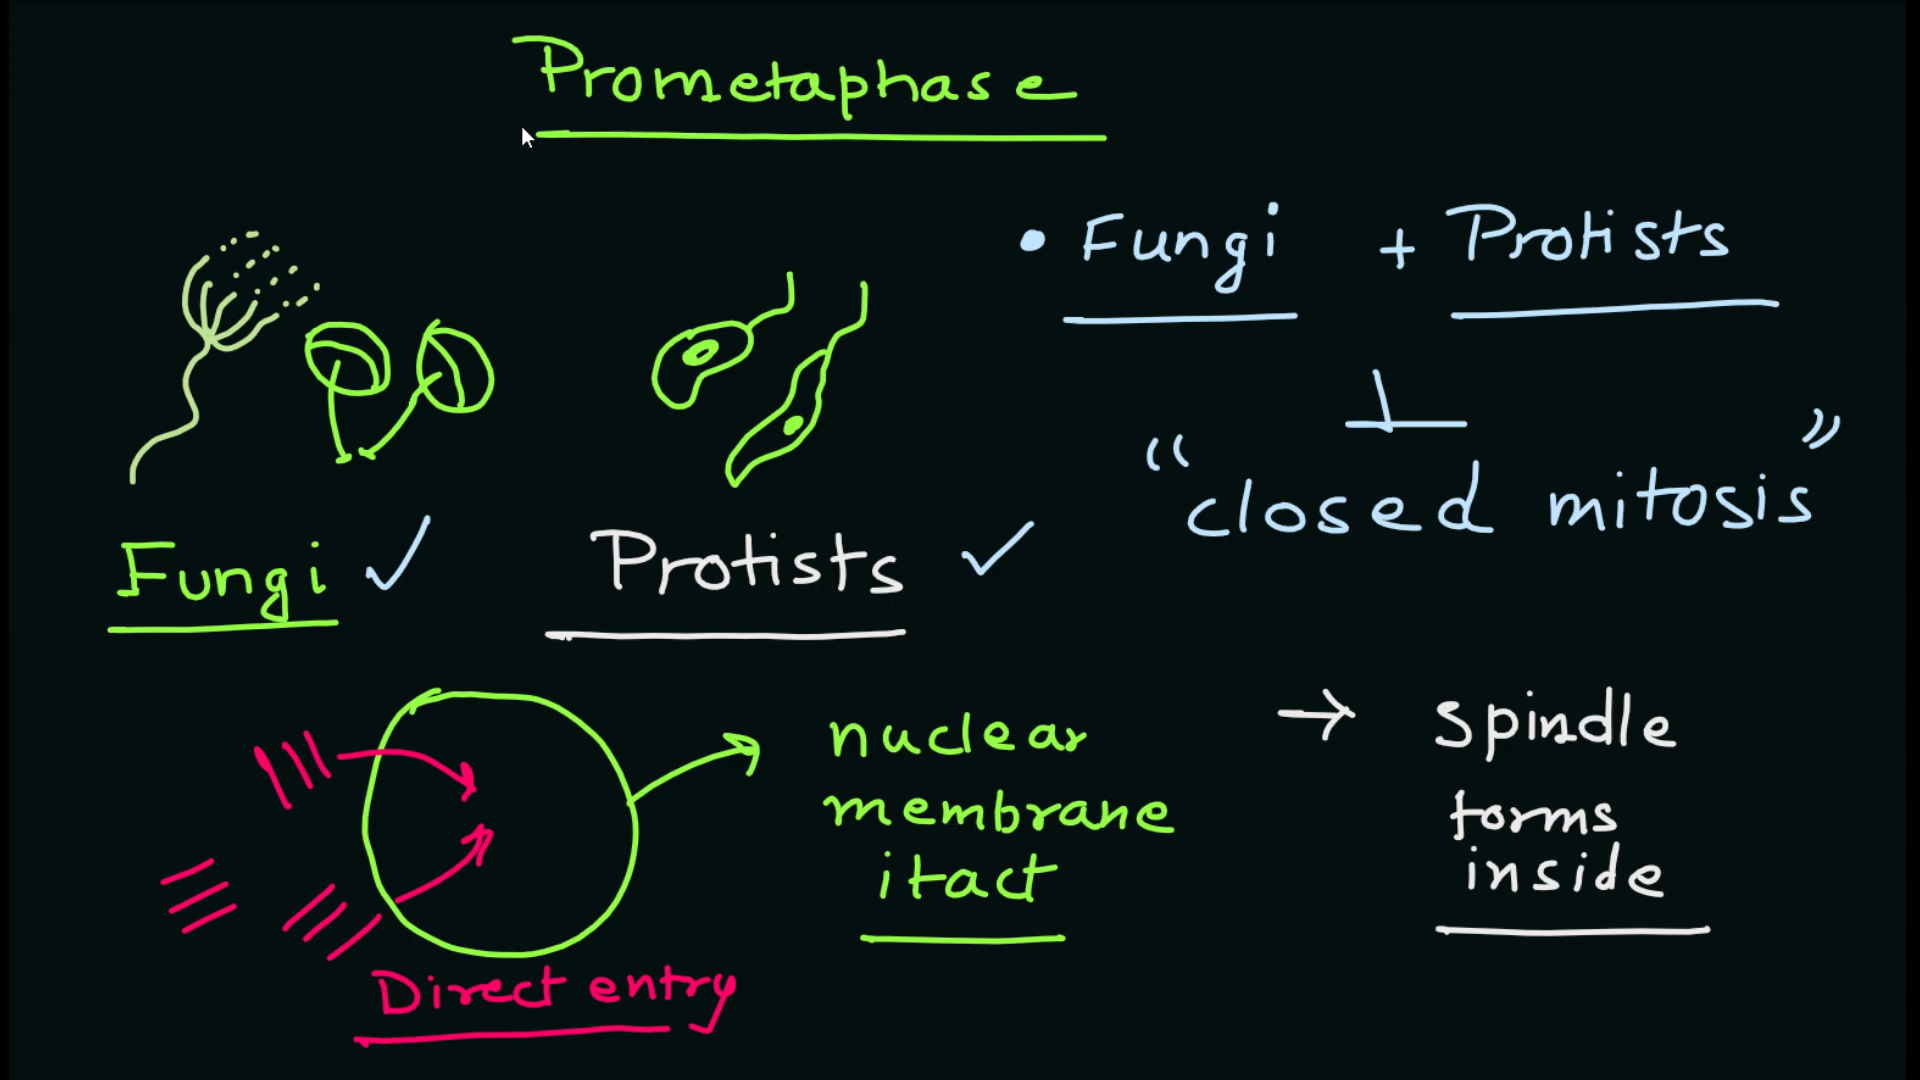 Prometaphase
• Fungi + Protists
"closed mitosis"
Fungi ✓ Protists ✓
nuclear
membrane
itact
→ spindle
forms
inside
Direct entry